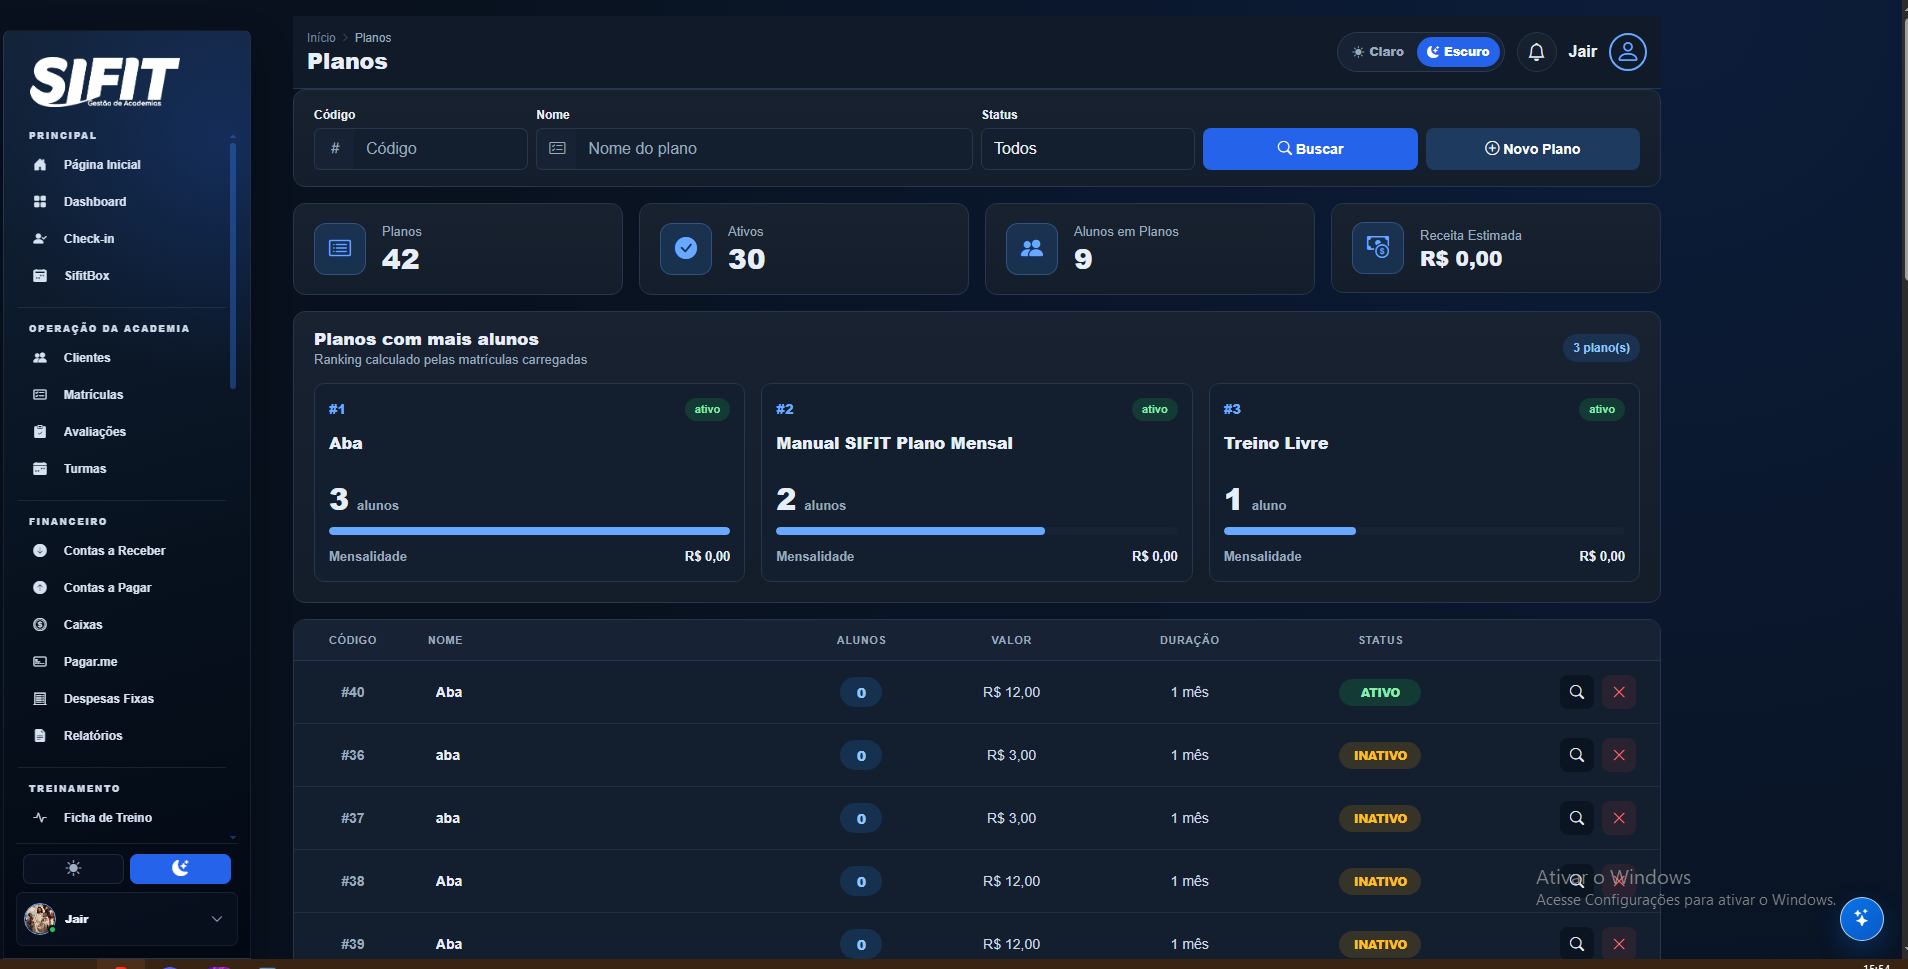 SIFIT
Gestão de Academias
PRINCIPAL
Página Inicial
Dashboard
Check-in
SifitBox
OPERAÇÃO DA ACADEMIA
Clientes
Matrículas
Avaliações
Turmas
FINANCEIRO
Contas a Receber
Contas a Pagar
Caixas
Pagar.me
Despesas Fixas
Relatórios
TREINAMENTO
Ficha de Treino
Jair
Início > Planos
Planos
Claro Escuro Jair
Código Nome Status
# Código Nome do plano Todos Buscar Novo Plano
Planos
42
Ativos
30
Alunos em Planos
9
Receita Estimada
R$ 0,00
Planos com mais alunos
Ranking calculado pelas matrículas carregadas
3 plano(s)
#1 ativo
Aba
3 alunos
Mensalidade R$ 0,00
#2 ativo
Manual SIFIT Plano Mensal
2 alunos
Mensalidade R$ 0,00
#3 ativo
Treino Livre
1 aluno
Mensalidade R$ 0,00
CÓDIGO NOME ALUNOS VALOR DURAÇÃO STATUS
#40 Aba 0 R$ 12,00 1 mês ATIVO
#36 aba 0 R$ 3,00 1 mês INATIVO
#37 aba 0 R$ 3,00 1 mês INATIVO
#38 Aba 0 R$ 12,00 1 mês INATIVO
#39 Aba 0 R$ 12,00 1 mês INATIVO
Ativar o Windows
Acesse Configurações para ativar o Windows.